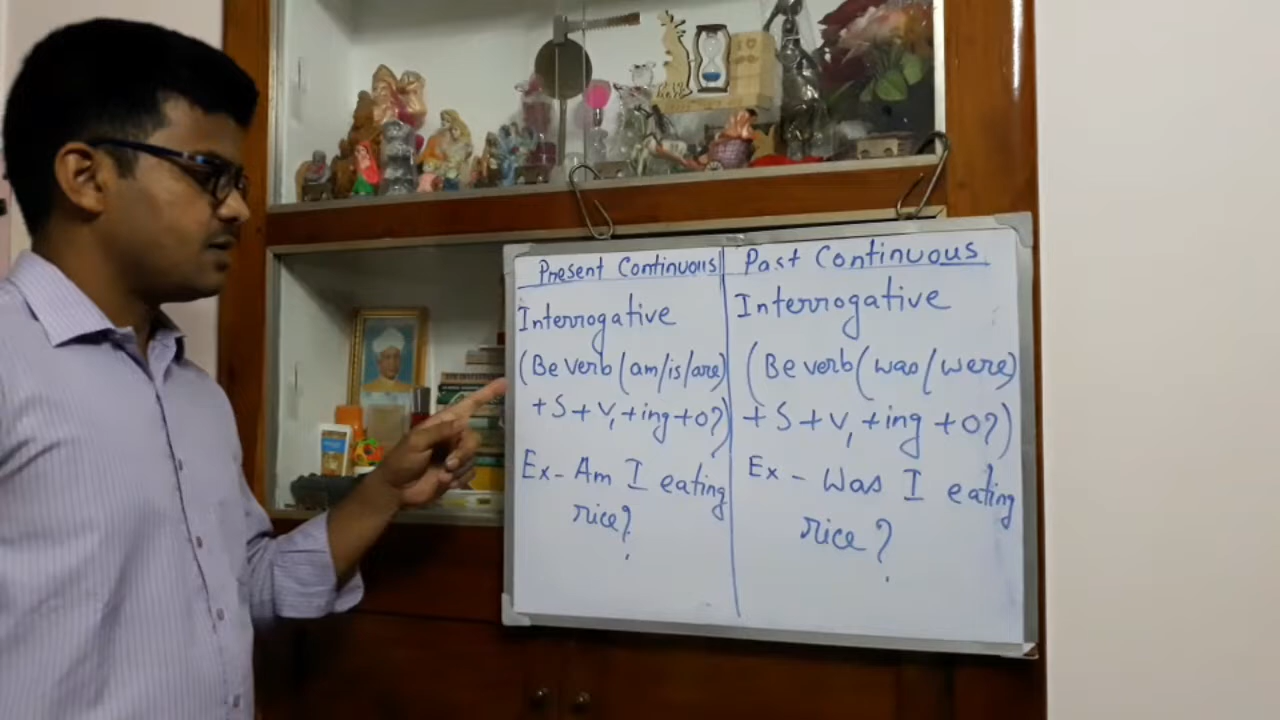 Present Continuous
Interrogative
(Be verb (am/is/are)
+ S + V₁ + ing + O?)
Ex - Am I eating
rice?
Past Continuous
Interrogative
(Be verb (was/were)
+ S + V₁ + ing + O?)
Ex - Was I eating
rice?